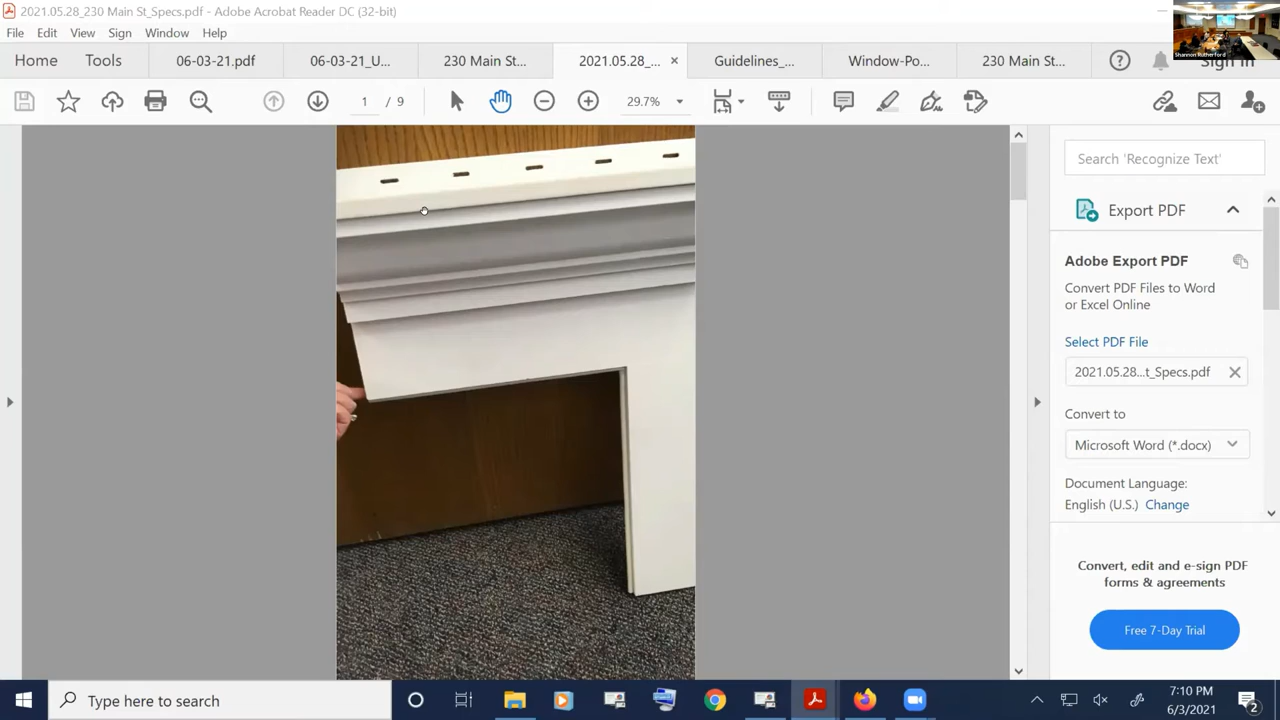 2021.05.28_230 Main St_Specs.pdf - Adobe Acrobat Reader DC (32-bit)
File Edit View Sign Window Help
Home Tools 06-03-21.pdf 06-03-21_U... 230 Main St... 2021.05.28_... × Guidelines_... Window-Po... 230 Main St... Sign In
Shannon Rutherford
1 / 9 29.7%
Search 'Recognize Text'
Export PDF
Adobe Export PDF
Convert PDF Files to Word
or Excel Online
Select PDF File
2021.05.28...t_Specs.pdf
Convert to
Microsoft Word (*.docx)
Document Language:
English (U.S.) Change
Convert, edit and e-sign PDF
forms & agreements
Free 7-Day Trial
Type here to search
7:10 PM
6/3/2021
2